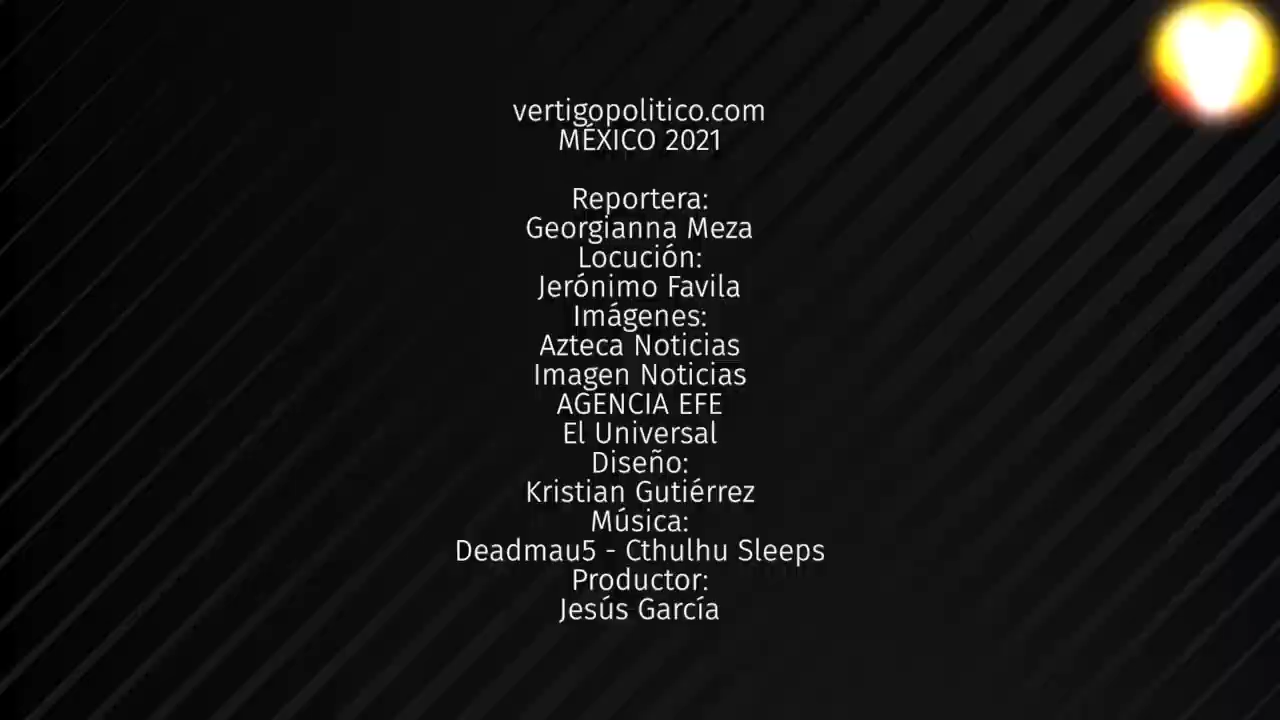 vertigopolitico.com
MÉXICO 2021
Reportera:
Georgianna Meza
Locución:
Jerónimo Favila
Imágenes:
Azteca Noticias
Imagen Noticias
AGENCIA EFE
El Universal
Diseño:
Kristian Gutiérrez
Música:
Deadmau5 - Cthulhu Sleeps
Productor:
Jesús García